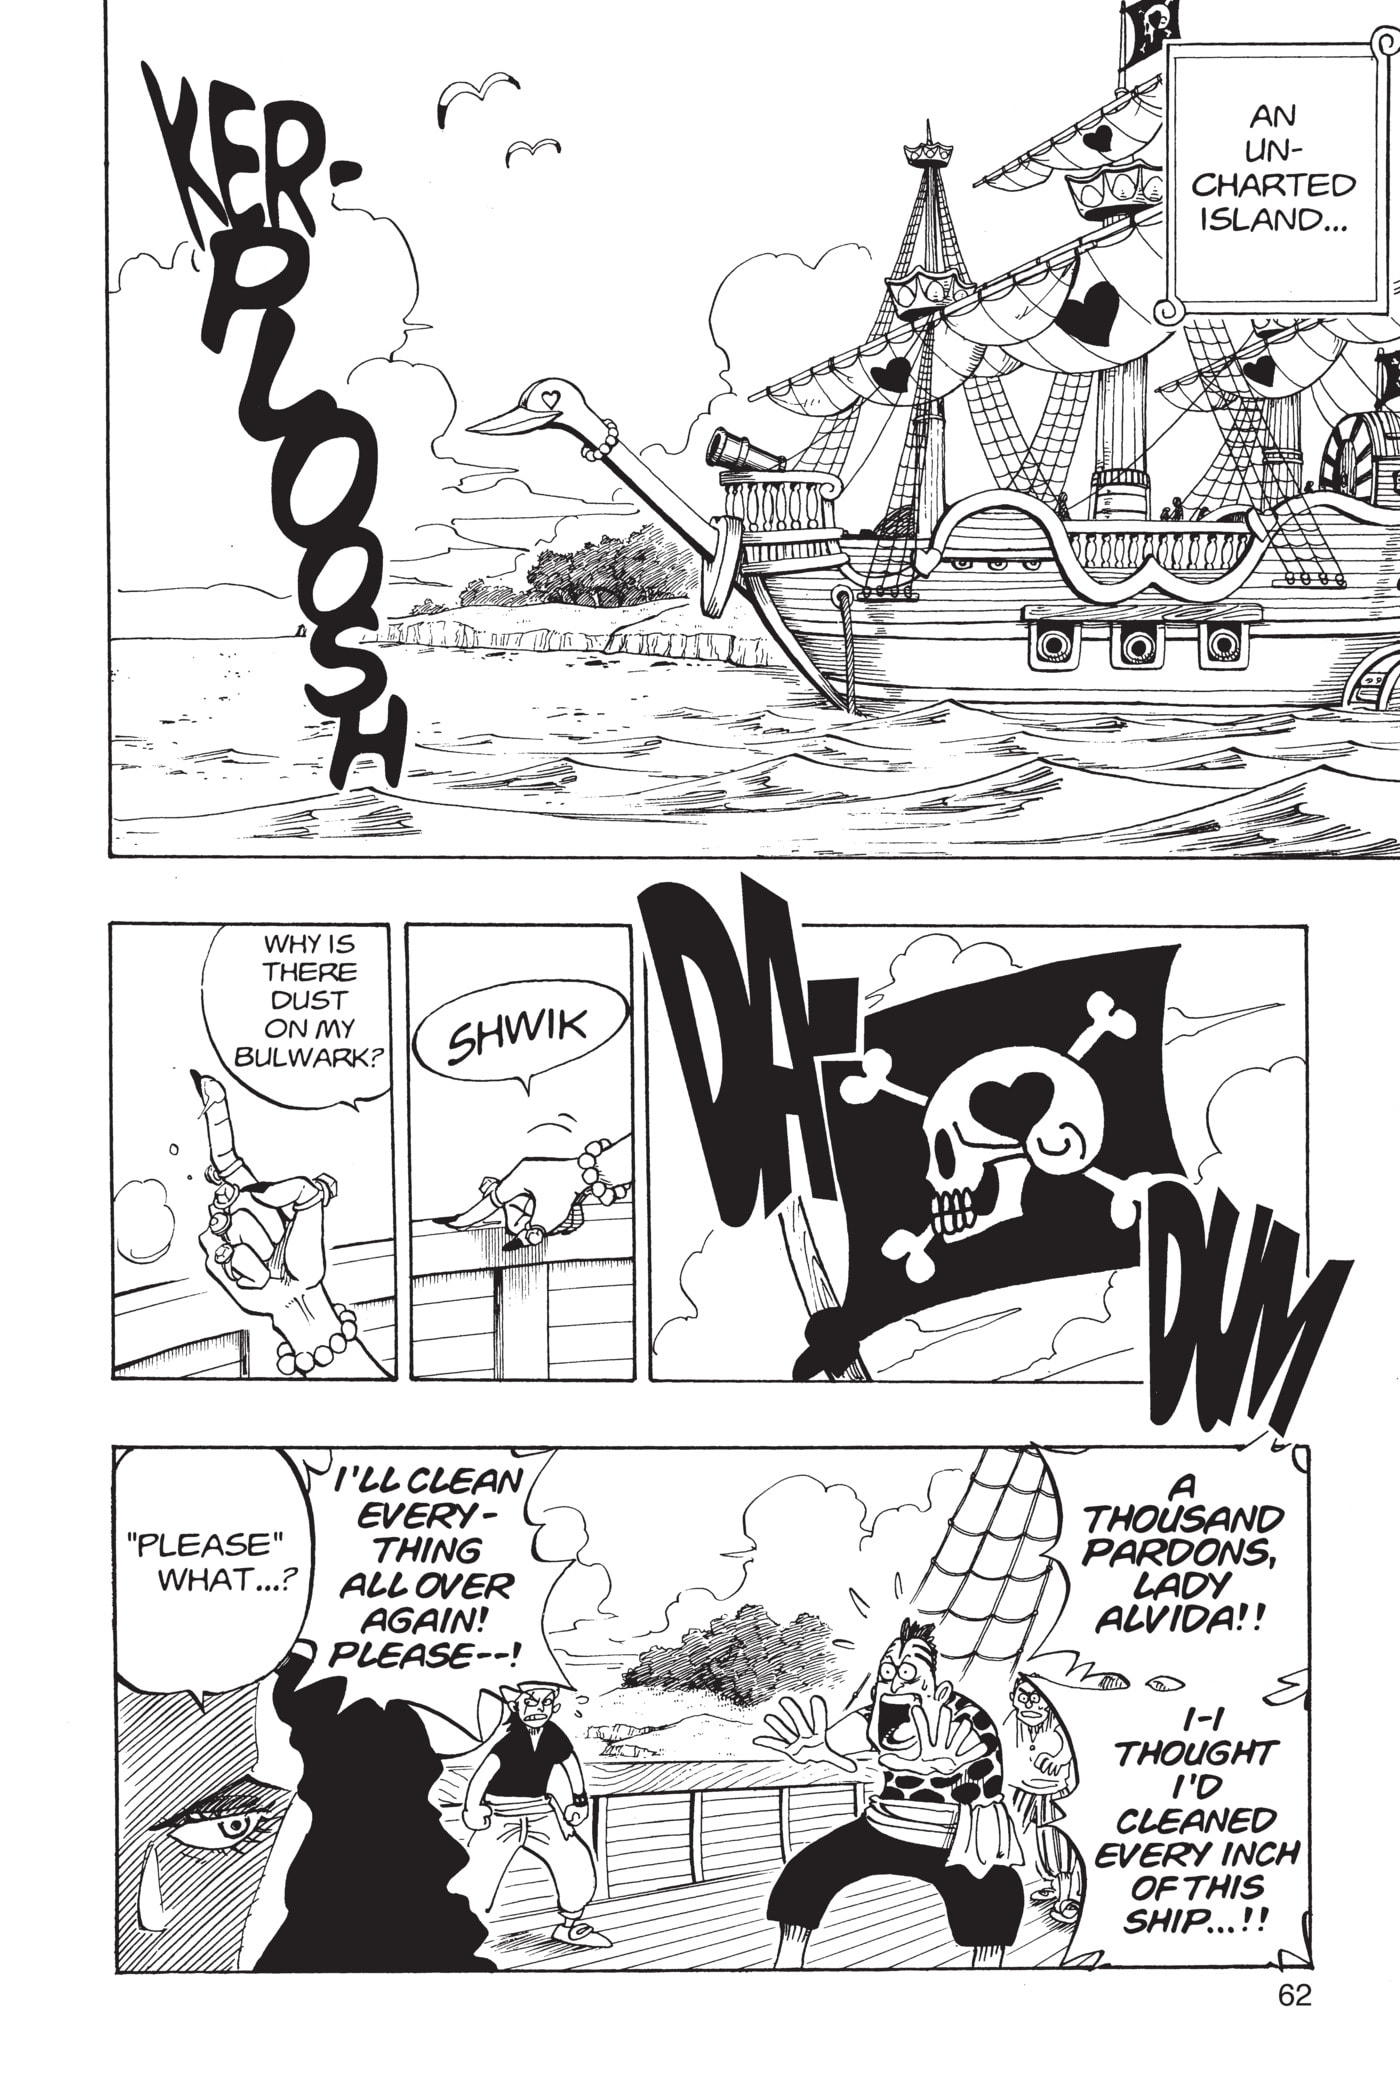 AN
UN-
CHARTED
ISLAND...
KER-
PLOOSH
DA-
DUM
SHWIK
WHY IS
THERE
DUST
ON MY
BULWARK?
A
THOUSAND
PARDONS,
LADY
ALVIDA!!
I-I
THOUGHT
I'D
CLEANED
EVERY INCH
OF THIS
SHIP...!!
I'LL CLEAN
EVERY-
THING
ALL OVER
AGAIN!
PLEASE--!
"PLEASE"
WHAT...?
62